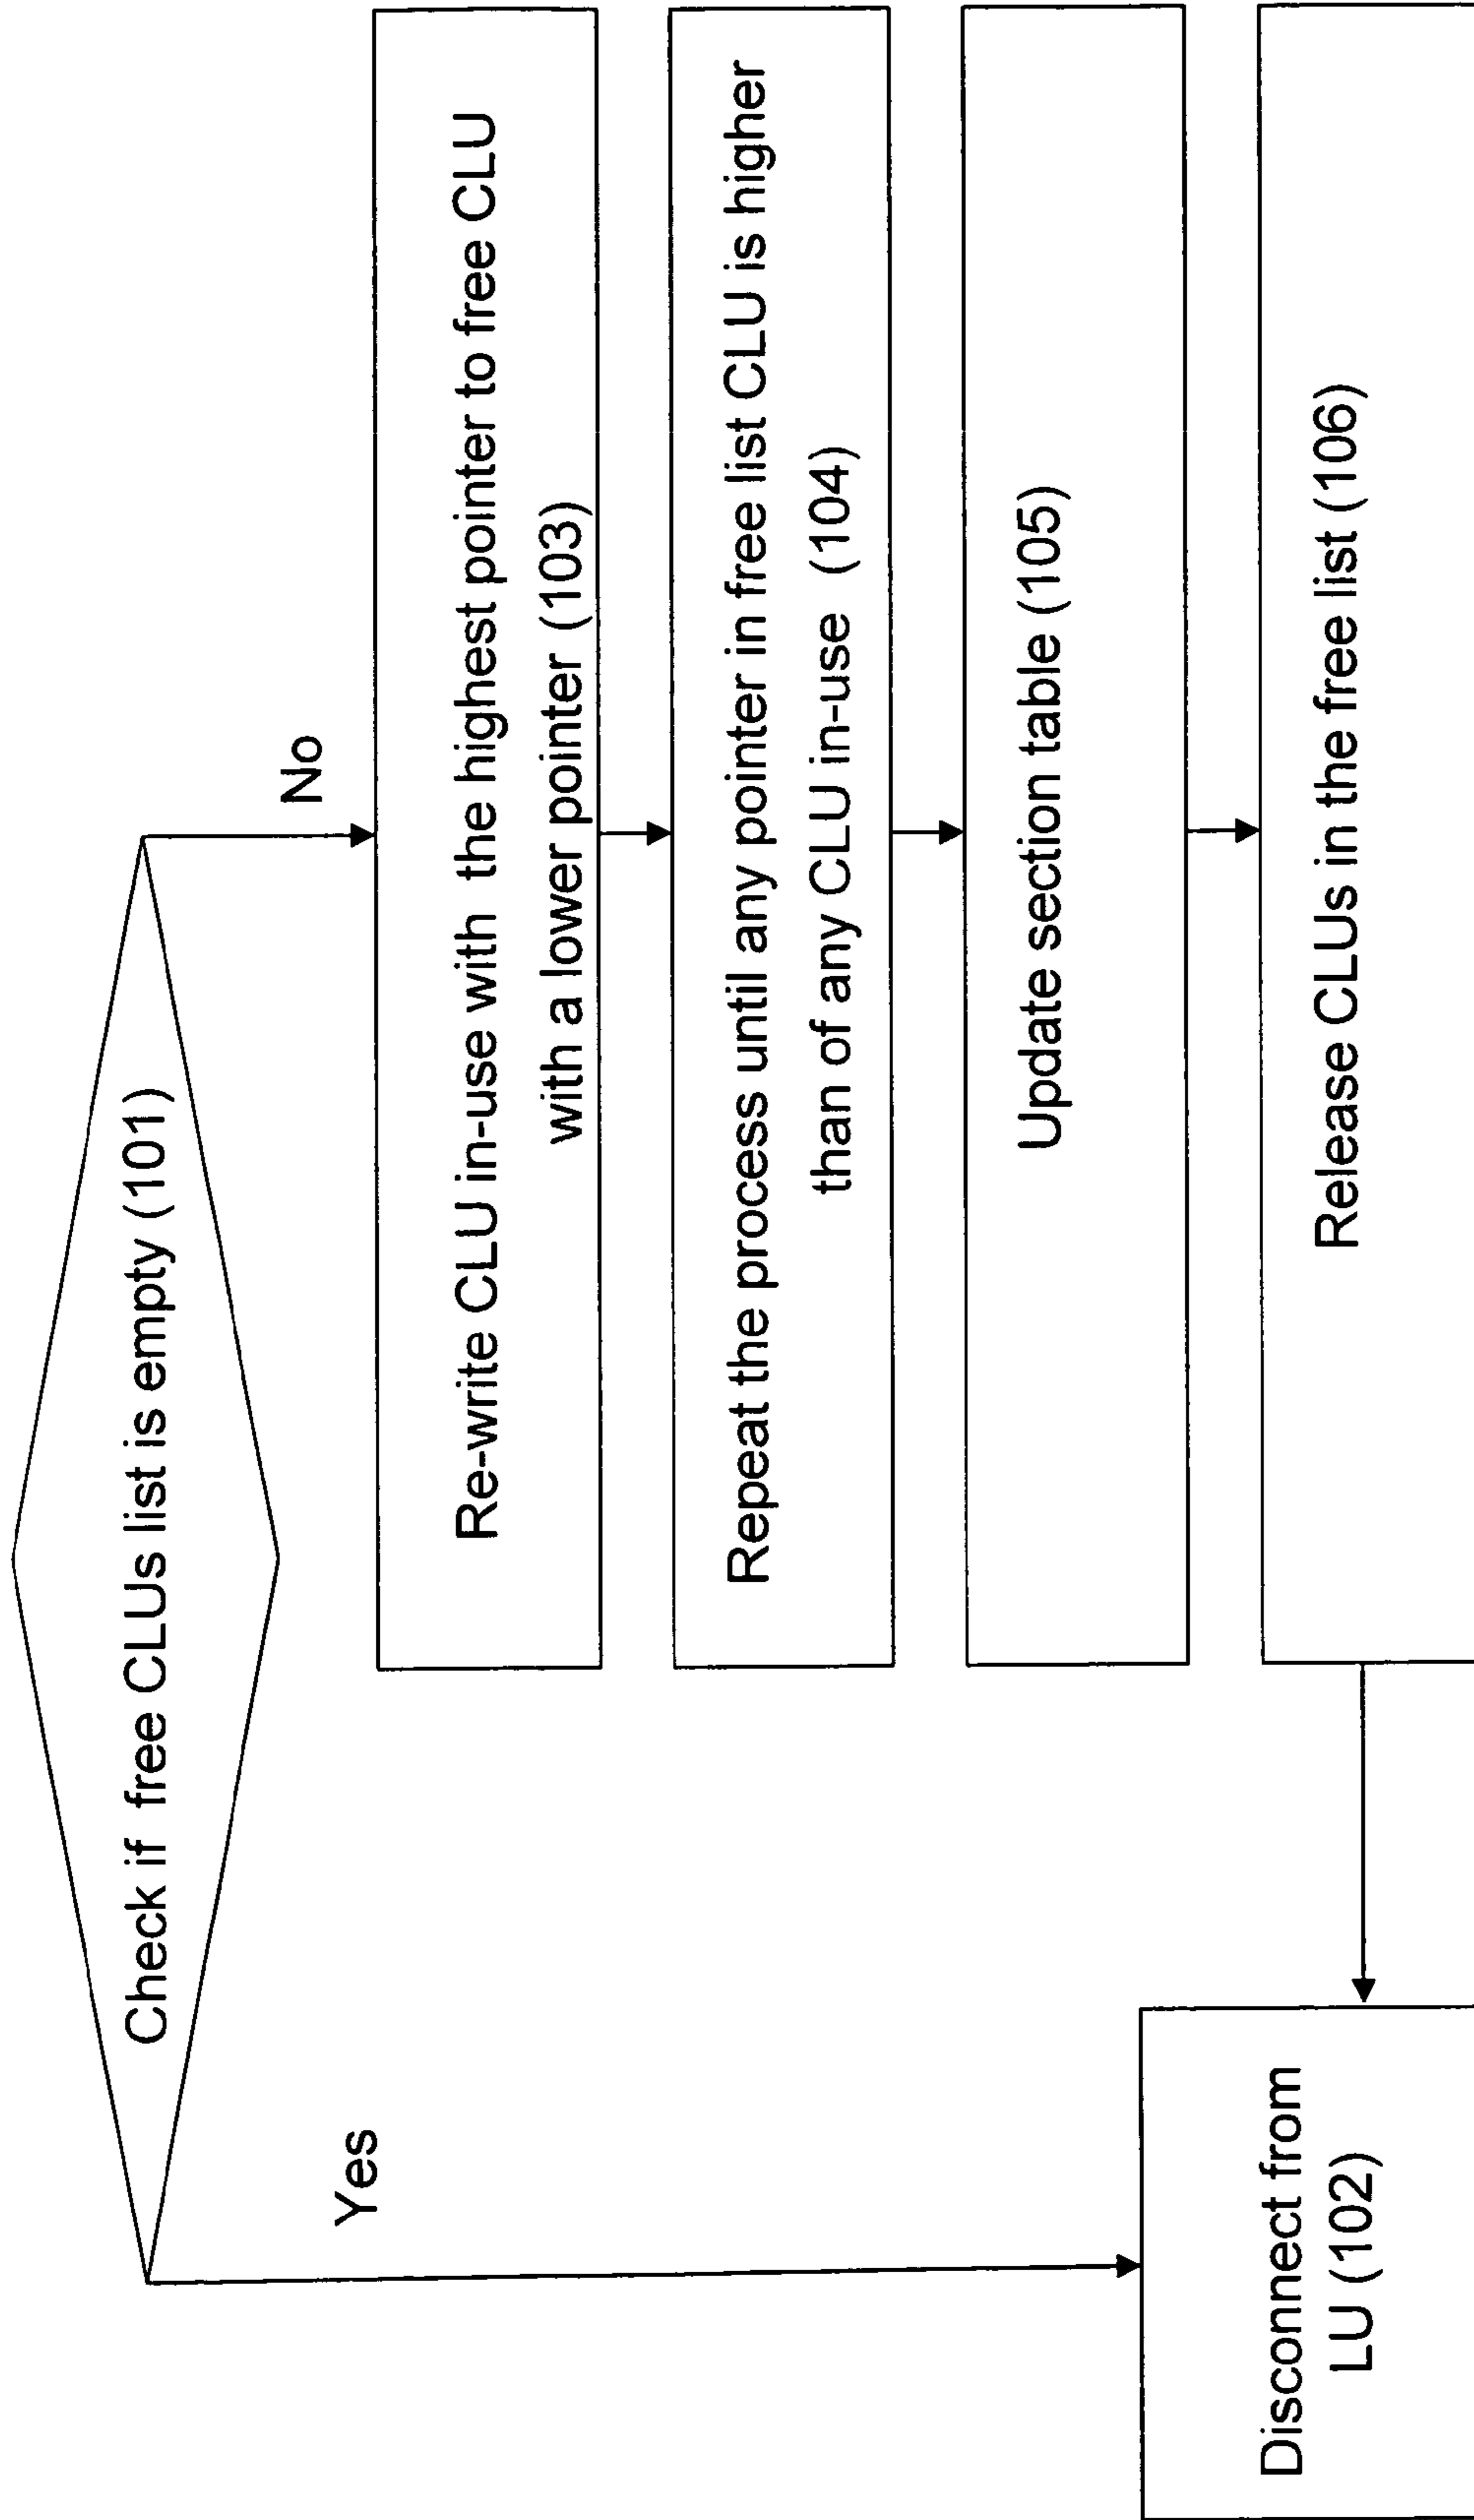 Check if free CLUs list is empty (101)
Yes
No
Re-write CLU in-use with the highest pointer to free CLU
with a lower pointer (103)
Repeat the process until any pointer in free list CLU is higher
than of any CLU in-use (104)
Update section table (105)
Release CLUs in the free list (106)
Disconnect from
LU (102)